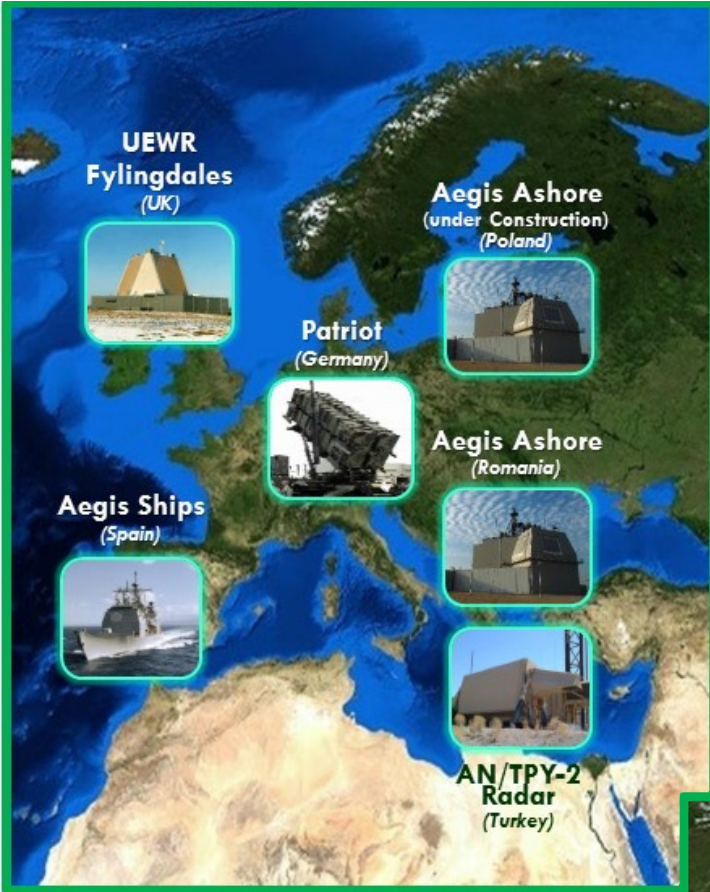 UEWR
Fylingdales
(UK)
Aegis Ashore
(under Construction)
(Poland)
Patriot
(Germany)
Aegis Ashore
(Romania)
Aegis Ships
(Spain)
AN/TPY-2
Radar
(Turkey)